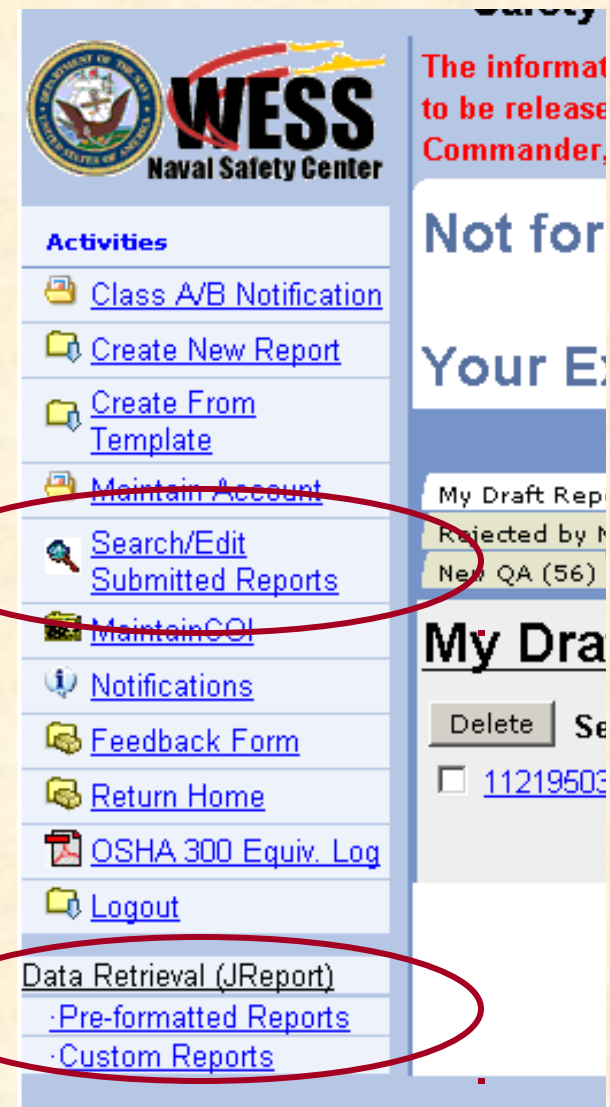 WESS
Naval Safety Center
Activities
Class A/B Notification
Create New Report
Create From
Template
Maintain Account
Search/Edit
Submitted Reports
MaintainCOI
Notifications
Feedback Form
Return Home
OSHA 300 Equiv. Log
Logout
Data Retrieval (JReport)
·Pre-formatted Reports
·Custom Reports
Safety
The informat
to be release
Commander,
Not for
Your E
My Draft Rep
Rejected by N
New QA (56)
My Dra
Delete Se
11219503